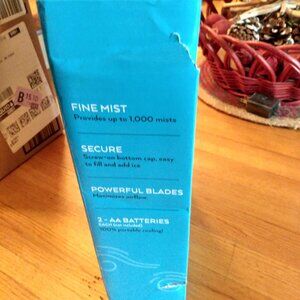 FINE MIST
Provides up to 1,000 mists
SECURE
Screw-on bottom cap, easy
to fill and add ice
POWERFUL BLADES
Maximizes airflow
2 - AA BATTERIES
100% portable cooling!